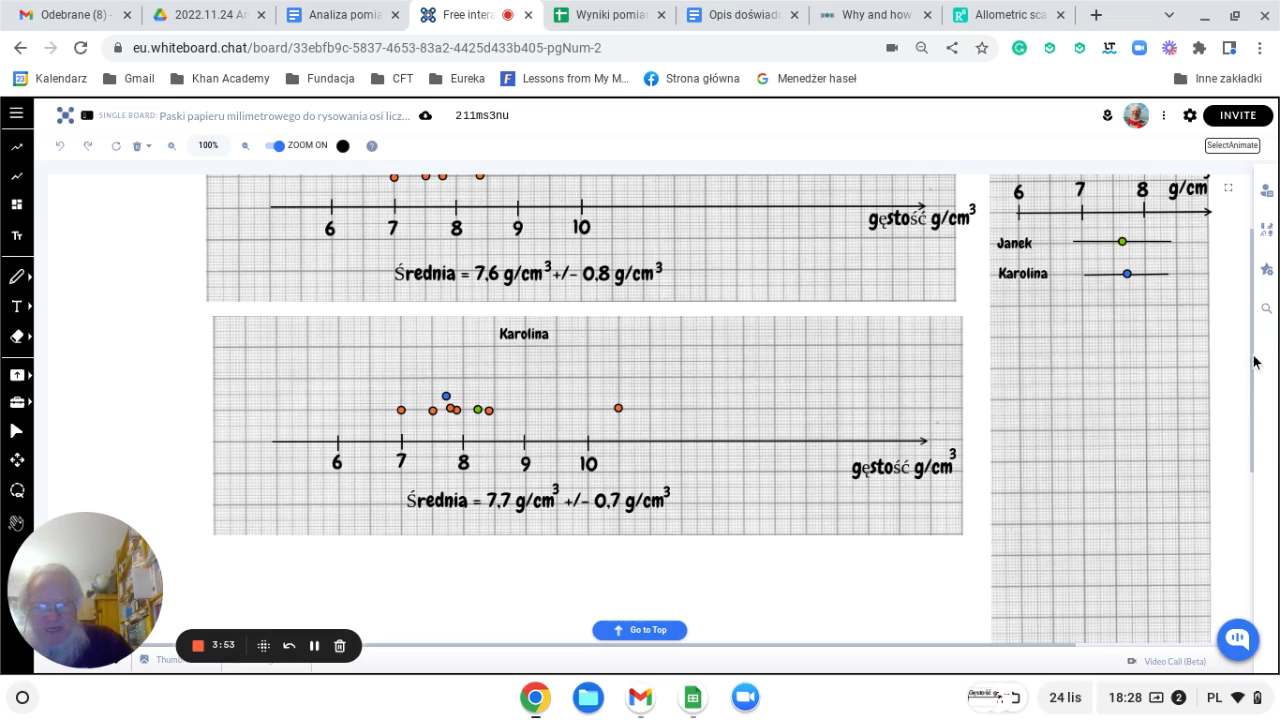 Odebrane (8) -
2022.11.24 An
Analiza pomia
Free intera
Wyniki pomia
Opis doświadc
Why and how
Allometric sca
eu.whiteboard.chat/board/33ebfb9c-5837-4653-83a2-4425d433b405-pgNum-2
Kalendarz
Gmail
Khan Academy
Fundacja
CFT
Eureka
Lessons from My M...
Strona główna
Menedżer haseł
Inne zakładki
SINGLE BOARD: Paski papieru milimetrowego do rysowania osi licz...
211ms3nu
INVITE
100%
ZOOM ON
SelectAnimate
6 7 8 9 10
gęstość g/cm3
Średnia = 7,6 g/cm3 +/- 0,8 g/cm3
6 7 8 g/cm3
Janek
Karolina
Karolina
6 7 8 9 10
gęstość g/cm3
Średnia = 7,7 g/cm3 +/- 0,7 g/cm3
Go to Top
3:53
Thumb
Video Call (Beta)
24 lis
18:28
2
PL